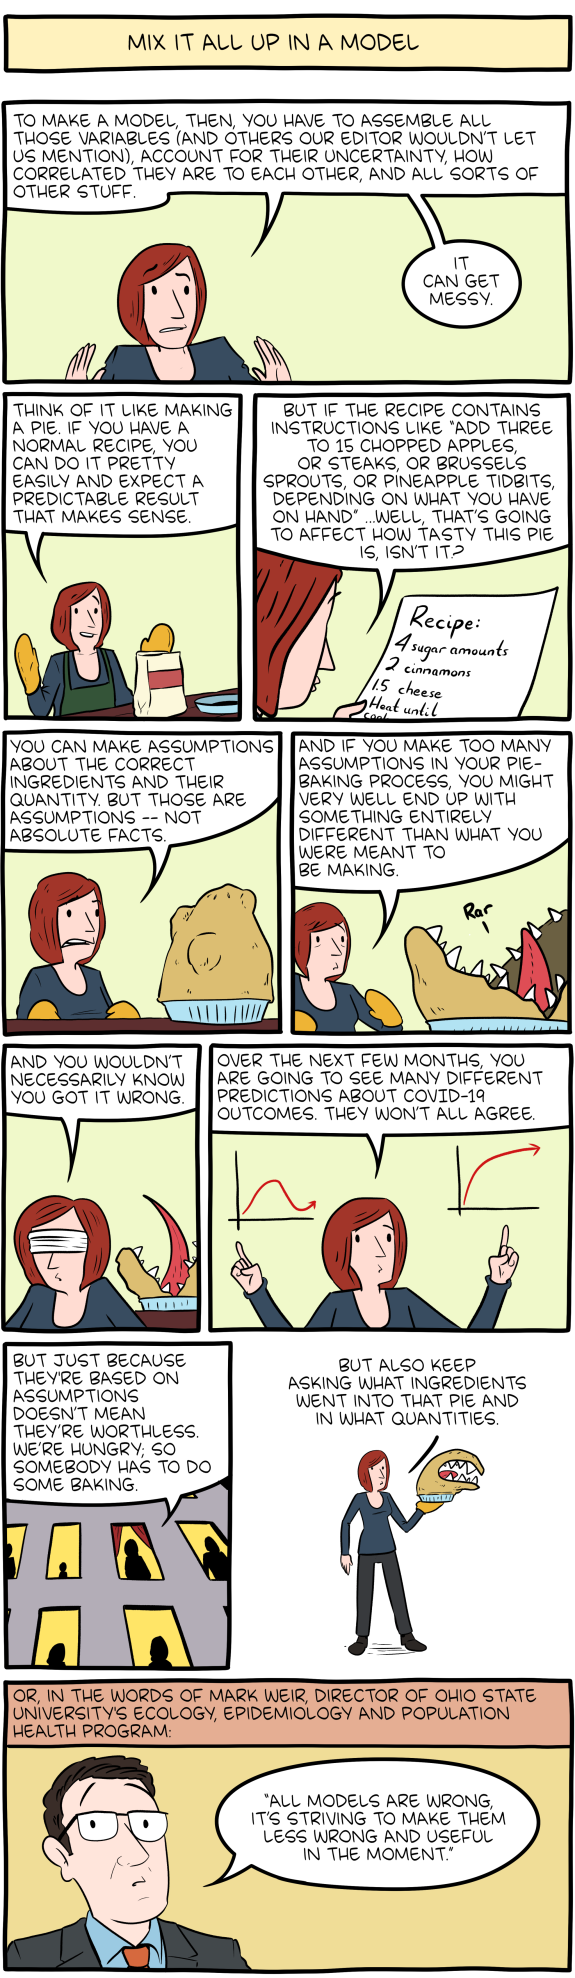 MIX IT ALL UP IN A MODEL
TO MAKE A MODEL, THEN, YOU HAVE TO ASSEMBLE ALL
THOSE VARIABLES (AND OTHERS OUR EDITOR WOULDN'T LET
US MENTION), ACCOUNT FOR THEIR UNCERTAINTY, HOW
CORRELATED THEY ARE TO EACH OTHER, AND ALL SORTS OF
OTHER STUFF.
IT
CAN GET
MESSY.
THINK OF IT LIKE MAKING
A PIE. IF YOU HAVE A
NORMAL RECIPE, YOU
CAN DO IT PRETTY
EASILY AND EXPECT A
PREDICTABLE RESULT
THAT MAKES SENSE.
BUT IF THE RECIPE CONTAINS
INSTRUCTIONS LIKE "ADD THREE
TO 15 CHOPPED APPLES,
OR STEAKS, OR BRUSSELS
SPROUTS, OR PINEAPPLE TIDBITS,
DEPENDING ON WHAT YOU HAVE
ON HAND" ...WELL, THAT'S GOING
TO AFFECT HOW TASTY THIS PIE
IS, ISN'T IT?
Recipe:
4 sugar amounts
2 cinnamons
1.5 cheese
Heat until
YOU CAN MAKE ASSUMPTIONS
ABOUT THE CORRECT
INGREDIENTS AND THEIR
QUANTITY. BUT THOSE ARE
ASSUMPTIONS -- NOT
ABSOLUTE FACTS.
AND IF YOU MAKE TOO MANY
ASSUMPTIONS IN YOUR PIE-
BAKING PROCESS, YOU MIGHT
VERY WELL END UP WITH
SOMETHING ENTIRELY
DIFFERENT THAN WHAT YOU
WERE MEANT TO
BE MAKING.
Rar
AND YOU WOULDN'T
NECESSARILY KNOW
YOU GOT IT WRONG.
OVER THE NEXT FEW MONTHS, YOU
ARE GOING TO SEE MANY DIFFERENT
PREDICTIONS ABOUT COVID-19
OUTCOMES. THEY WON'T ALL AGREE.
BUT JUST BECAUSE
THEY'RE BASED ON
ASSUMPTIONS
DOESN'T MEAN
THEY'RE WORTHLESS.
WE'RE HUNGRY; SO
SOMEBODY HAS TO DO
SOME BAKING.
BUT ALSO KEEP
ASKING WHAT INGREDIENTS
WENT INTO THAT PIE AND
IN WHAT QUANTITIES.
OR, IN THE WORDS OF MARK WEIR, DIRECTOR OF OHIO STATE
UNIVERSITY'S ECOLOGY, EPIDEMIOLOGY AND POPULATION
HEALTH PROGRAM:
"ALL MODELS ARE WRONG,
IT'S STRIVING TO MAKE THEM
LESS WRONG AND USEFUL
IN THE MOMENT."